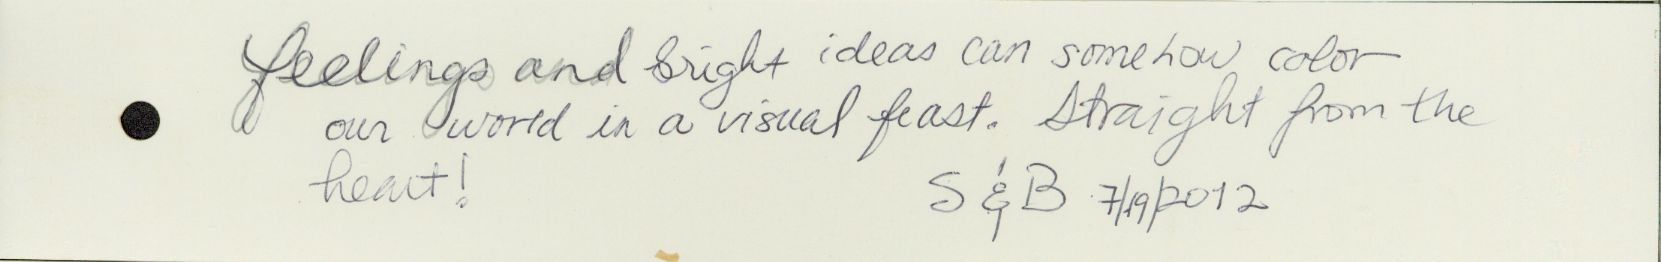 feelings and bright ideas can somehow color
our world in a visual feast. Straight from the
heart!
S & B 7/19/2012